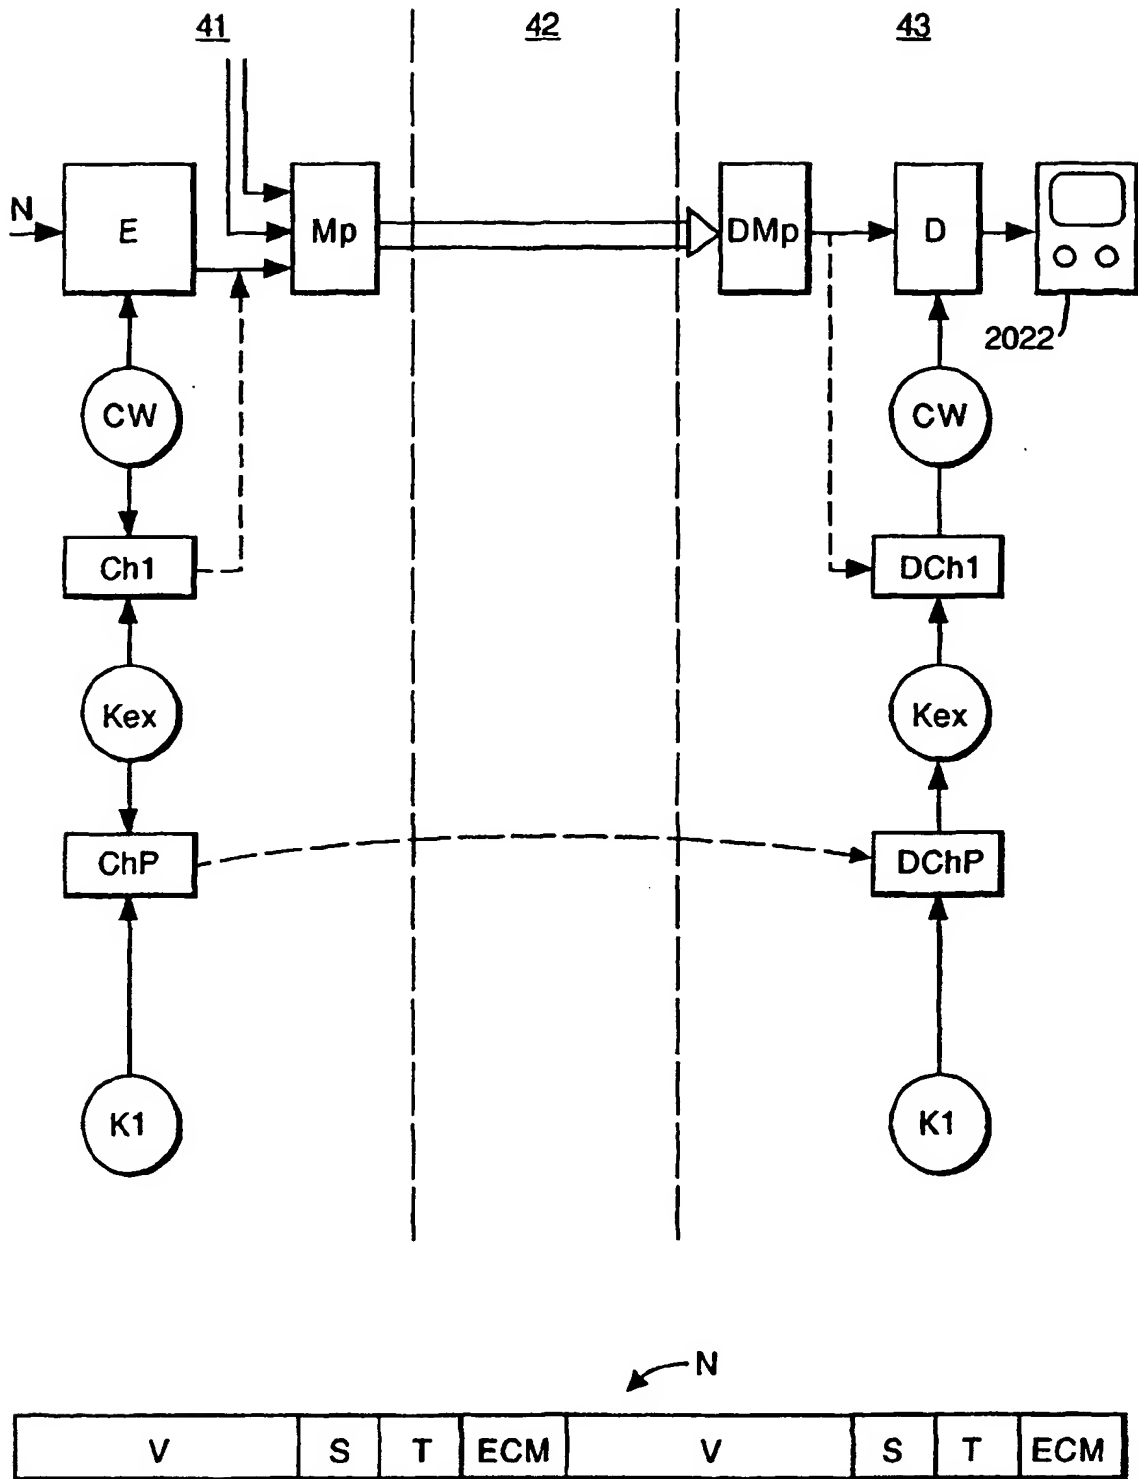 41 42 43
N E Mp DMp D
2022
CW CW
Ch1 DCh1
Kex Kex
ChP DChP
K1 K1
N
V S T ECM V S T ECM